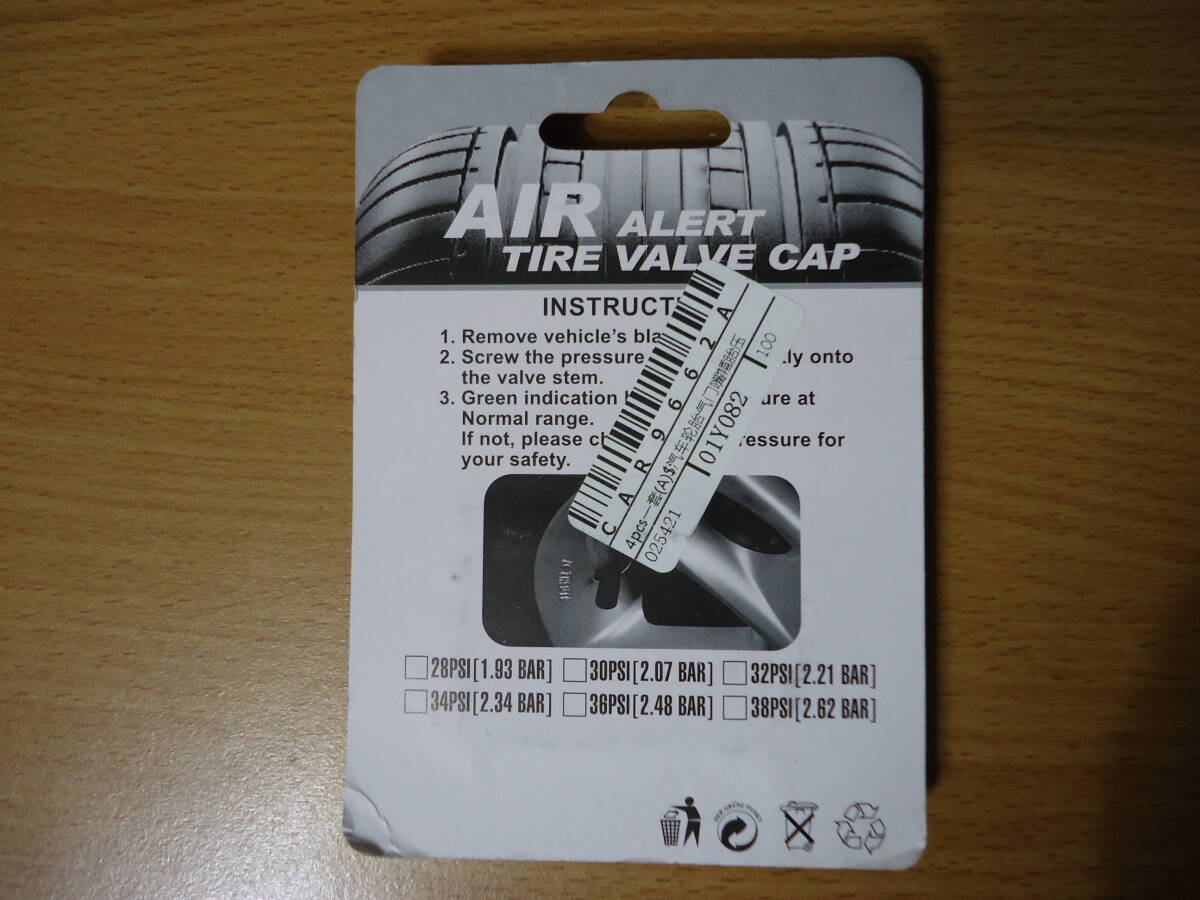 AIR ALERT
TIRE VALVE CAP
INSTRUCT
1. Remove vehicle's bla
2. Screw the pressure ly onto
the valve stem.
3. Green indication ure at
Normal range.
If not, please ch ressure for
your safety.
CAR9662A
4pcs一套(A)$汽车轮胎气门嘴帽胎压
025421 01Y082 100
28PSI[1.93 BAR] 30PSI[2.07 BAR] 32PSI[2.21 BAR]
34PSI[2.34 BAR] 36PSI[2.48 BAR] 38PSI[2.62 BAR]
DER GRÜNE PUNKT